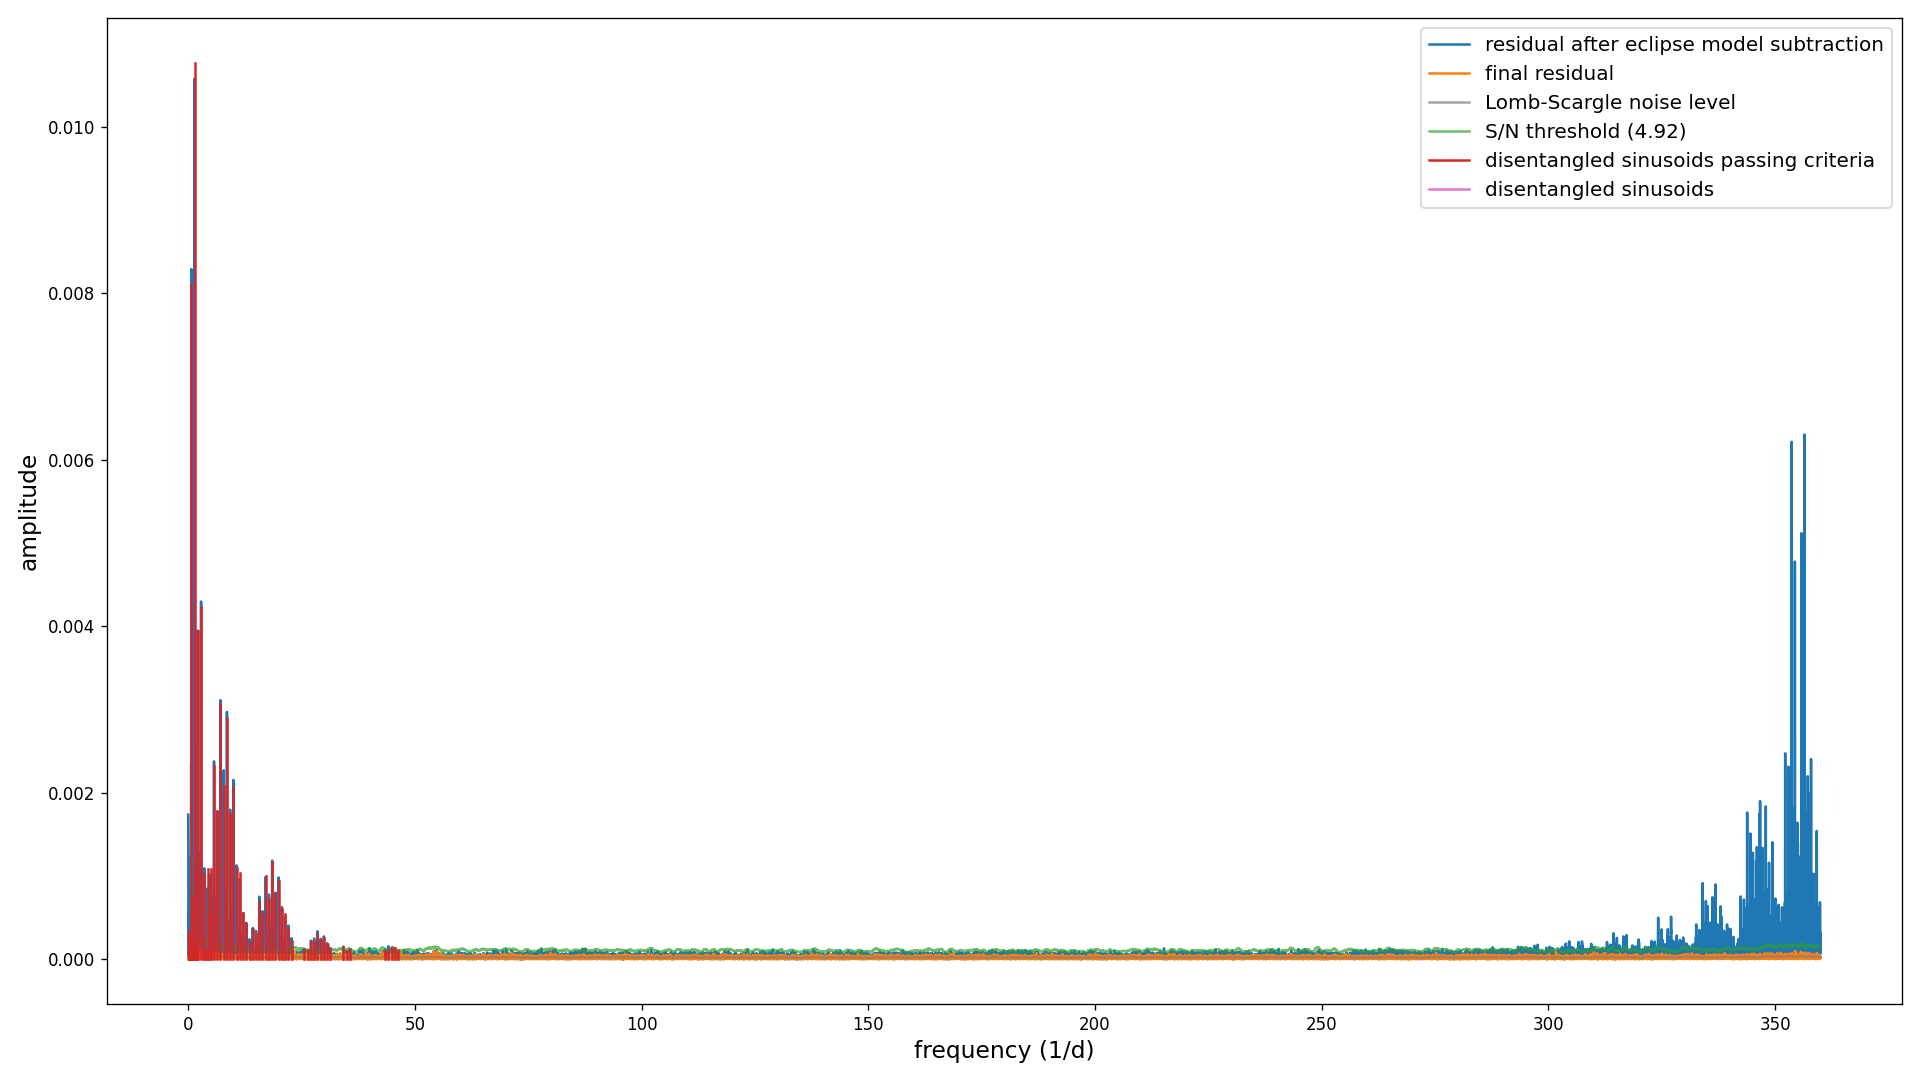 residual after eclipse model subtraction
final residual
Lomb-Scargle noise level
S/N threshold (4.92)
disentangled sinusoids passing criteria
disentangled sinusoids
amplitude
0.010
0.008
0.006
0.004
0.002
0.000
0 50 100 150 200 250 300 350
frequency (1/d)